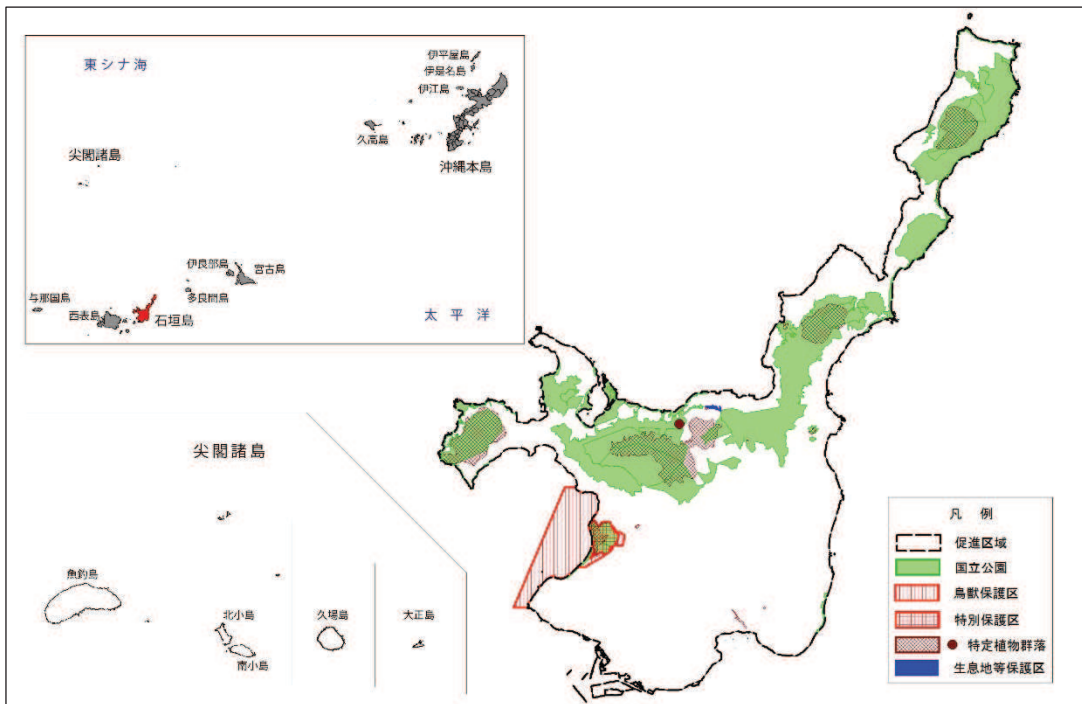 東シナ海
伊平屋島
伊是名島
伊江島
久高島
沖縄本島
尖閣諸島
伊良部島
宮古島
多良間島
与那国島
西表島
石垣島
太平洋
尖閣諸島
魚釣島
北小島
南小島
久場島
大正島
凡例
促進区域
国立公園
鳥獣保護区
特別保護区
特定植物群落
生息地等保護区